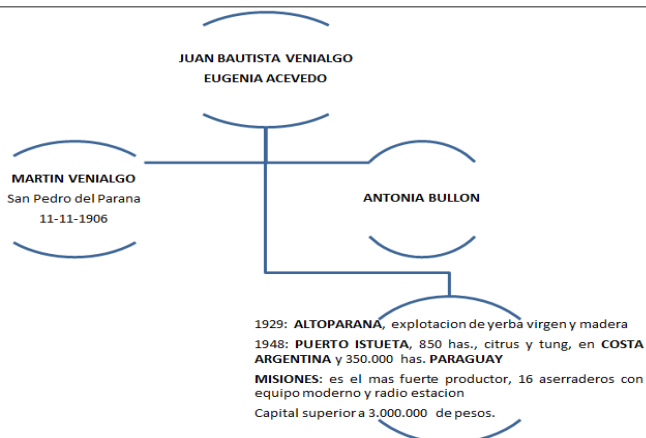 JUAN BAUTISTA VENIALGO
EUGENIA ACEVEDO
MARTIN VENIALGO
San Pedro del Parana
11-11-1906
ANTONIA BULLON
1929: ALTOPARANA, explotacion de yerba virgen y madera
1948: PUERTO ISTUETA, 850 has., citrus y tung, en COSTA
ARGENTINA y 350.000 has. PARAGUAY
MISIONES: es el mas fuerte productor, 16 aserraderos con
equipo moderno y radio estacion
Capital superior a 3.000.000 de pesos.